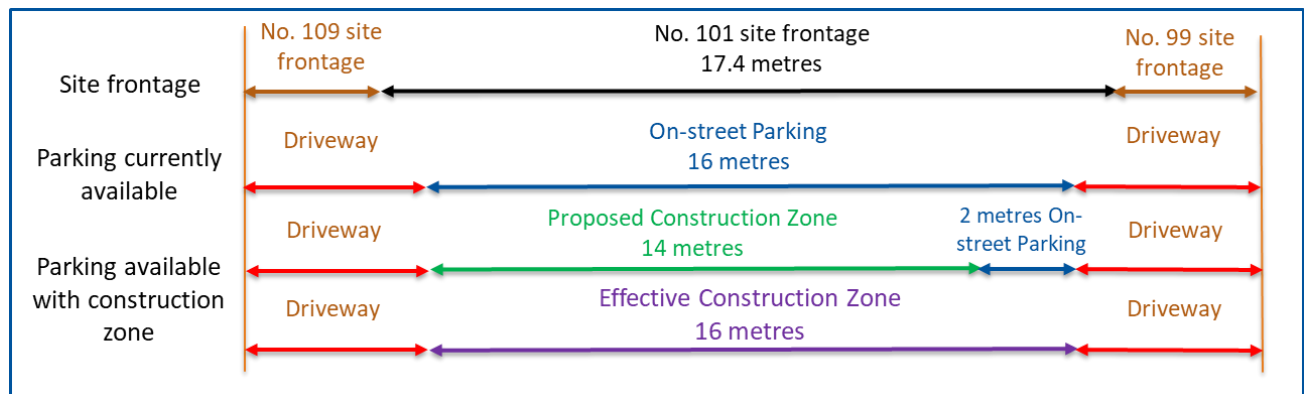 No. 109 site
frontage
No. 101 site frontage
17.4 metres
No. 99 site
frontage
Site frontage
Driveway
On-street Parking
16 metres
Driveway
Parking currently
available
Driveway
Proposed Construction Zone
14 metres
2 metres On-
street Parking
Driveway
Parking available
with construction
zone
Driveway
Effective Construction Zone
16 metres
Driveway